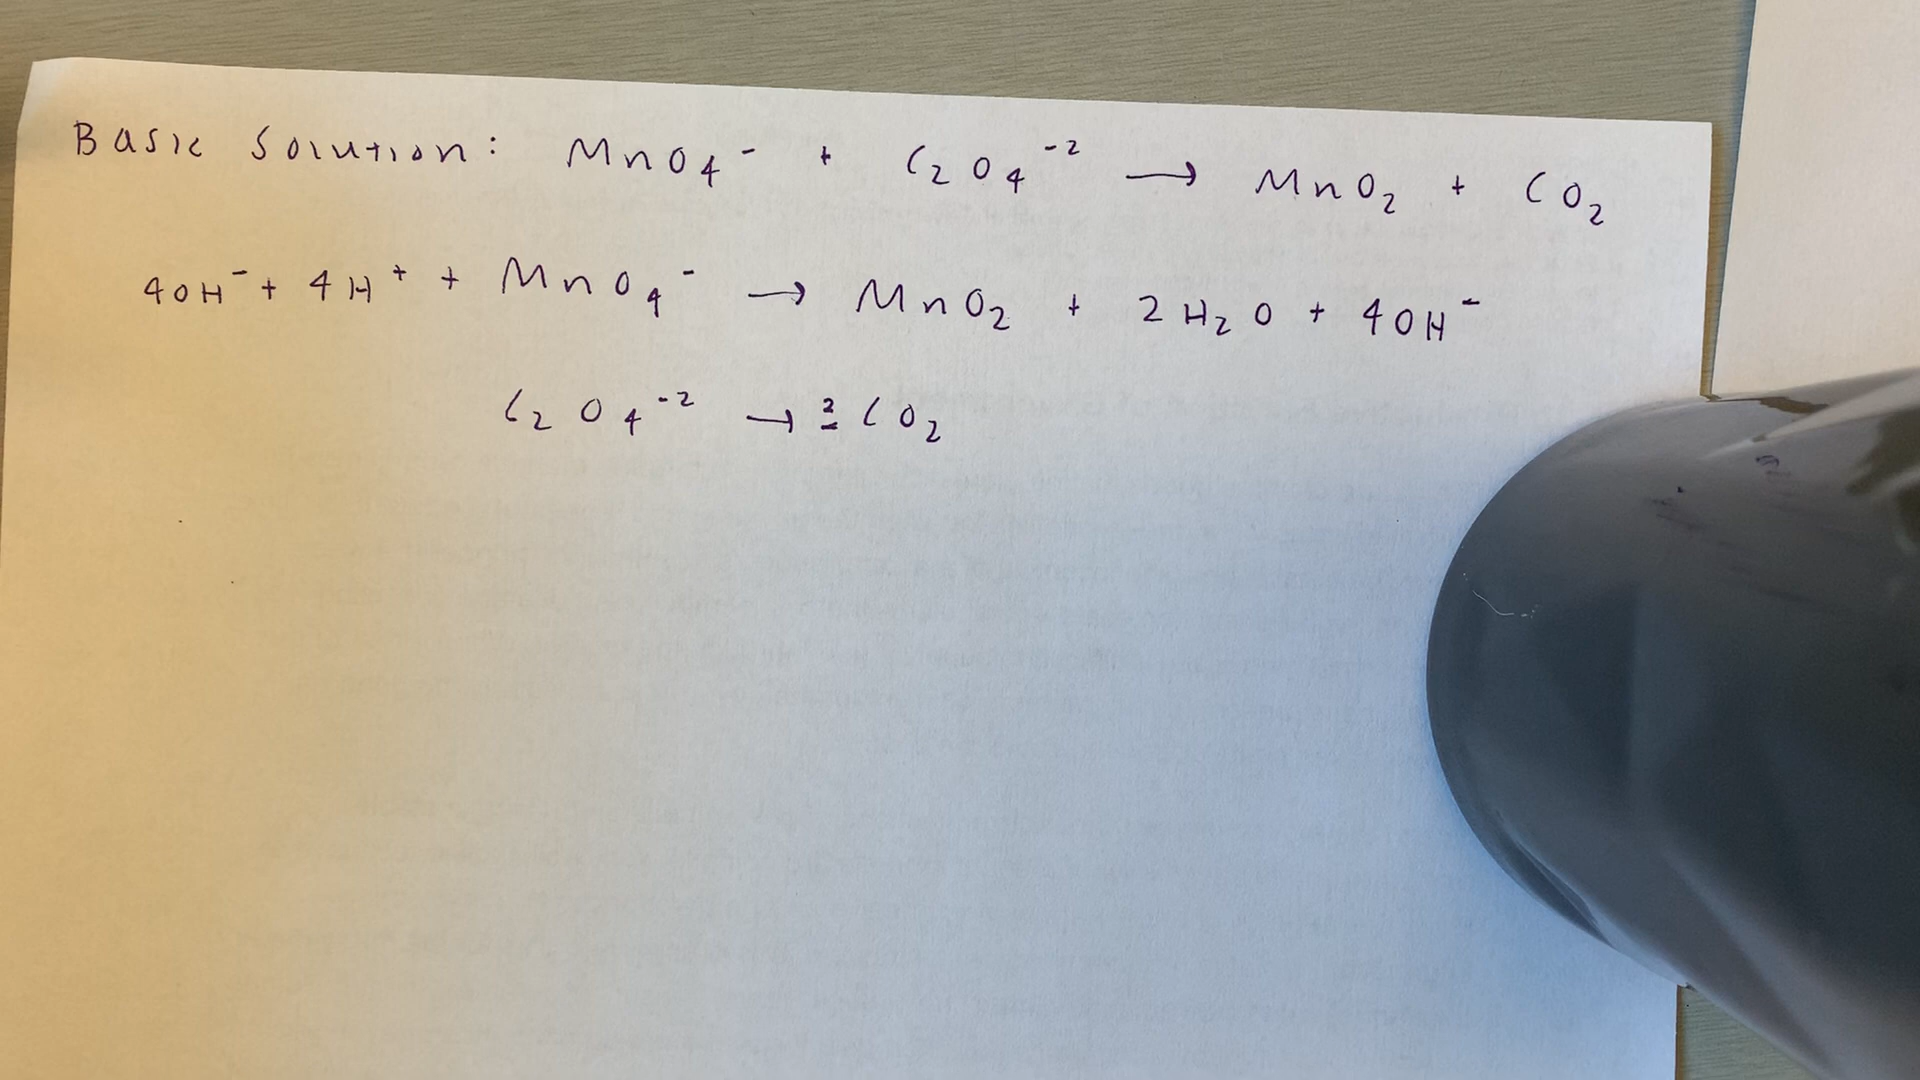 Basic Solution: MnO₄⁻ + C₂O₄⁻² → MnO₂ + CO₂
4OH⁻ + 4H⁺ + MnO₄⁻ → MnO₂ + 2H₂O + 4OH⁻
C₂O₄⁻² → 2CO₂